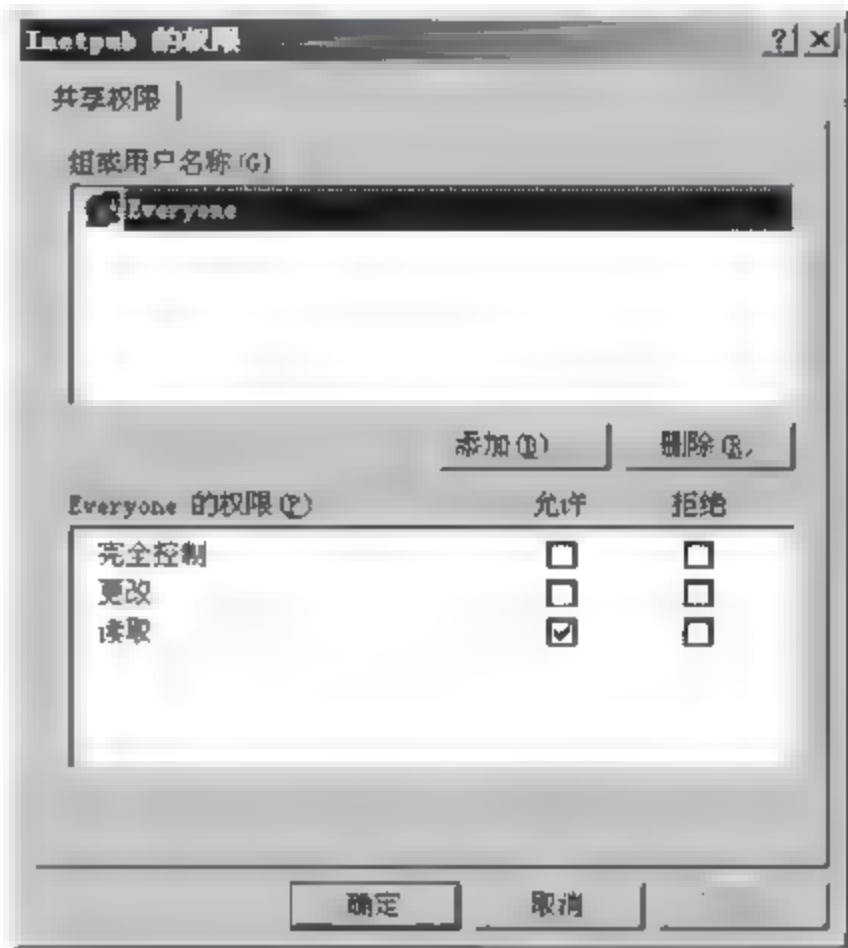 Inetpub 的权限
共享权限
组或用户名称(G)
Everyone
添加(D)
删除(R)
Everyone 的权限(P) 允许 拒绝
完全控制
更改
读取
确定 取消